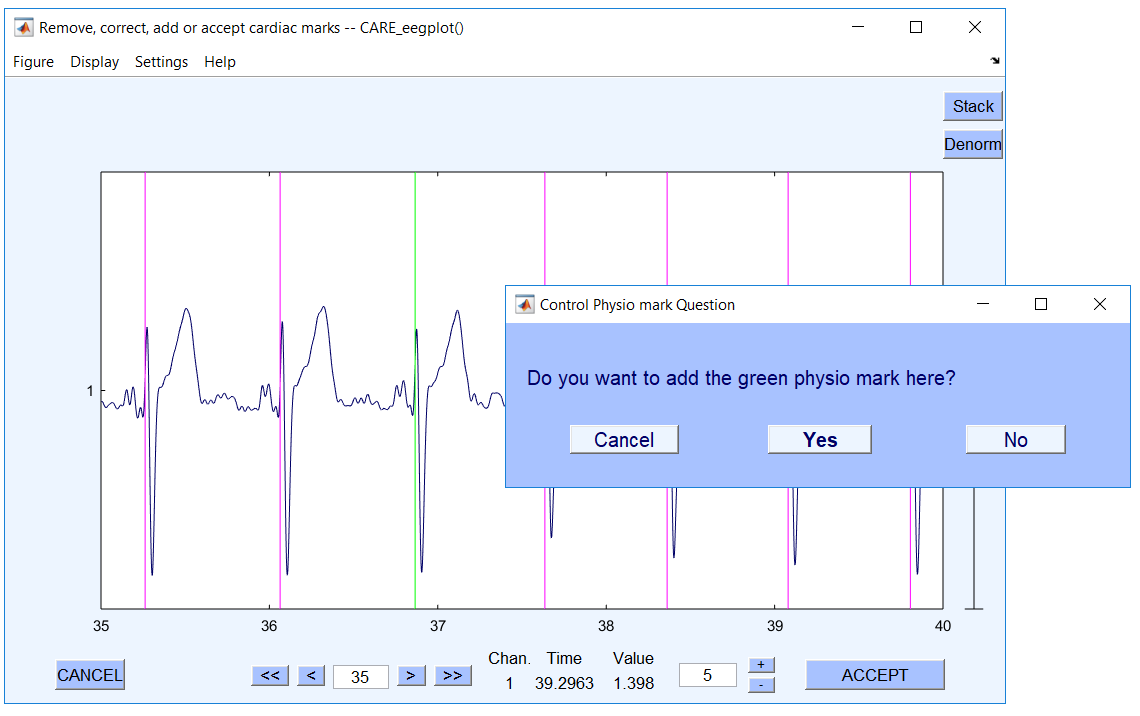 Remove, correct, add or accept cardiac marks -- CARE_eegplot()
Figure Display Settings Help
Stack
Denorm
Control Physio mark Question
Do you want to add the green physio mark here?
Cancel Yes No
1
35 36 37 38 39 40
Chan. Time Value
CANCEL << < 35 > >> 1 39.2963 1.398 5 + - ACCEPT